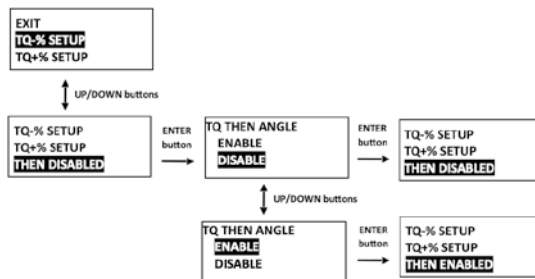 EXIT
TQ-% SETUP
TQ+% SETUP
UP/DOWN buttons
TQ-% SETUP
TQ+% SETUP
THEN DISABLED
ENTER
button
TQ THEN ANGLE
ENABLE
DISABLE
ENTER
button
TQ-% SETUP
TQ+% SETUP
THEN DISABLED
UP/DOWN buttons
TQ THEN ANGLE
ENABLE
DISABLE
ENTER
button
TQ-% SETUP
TQ+% SETUP
THEN ENABLED